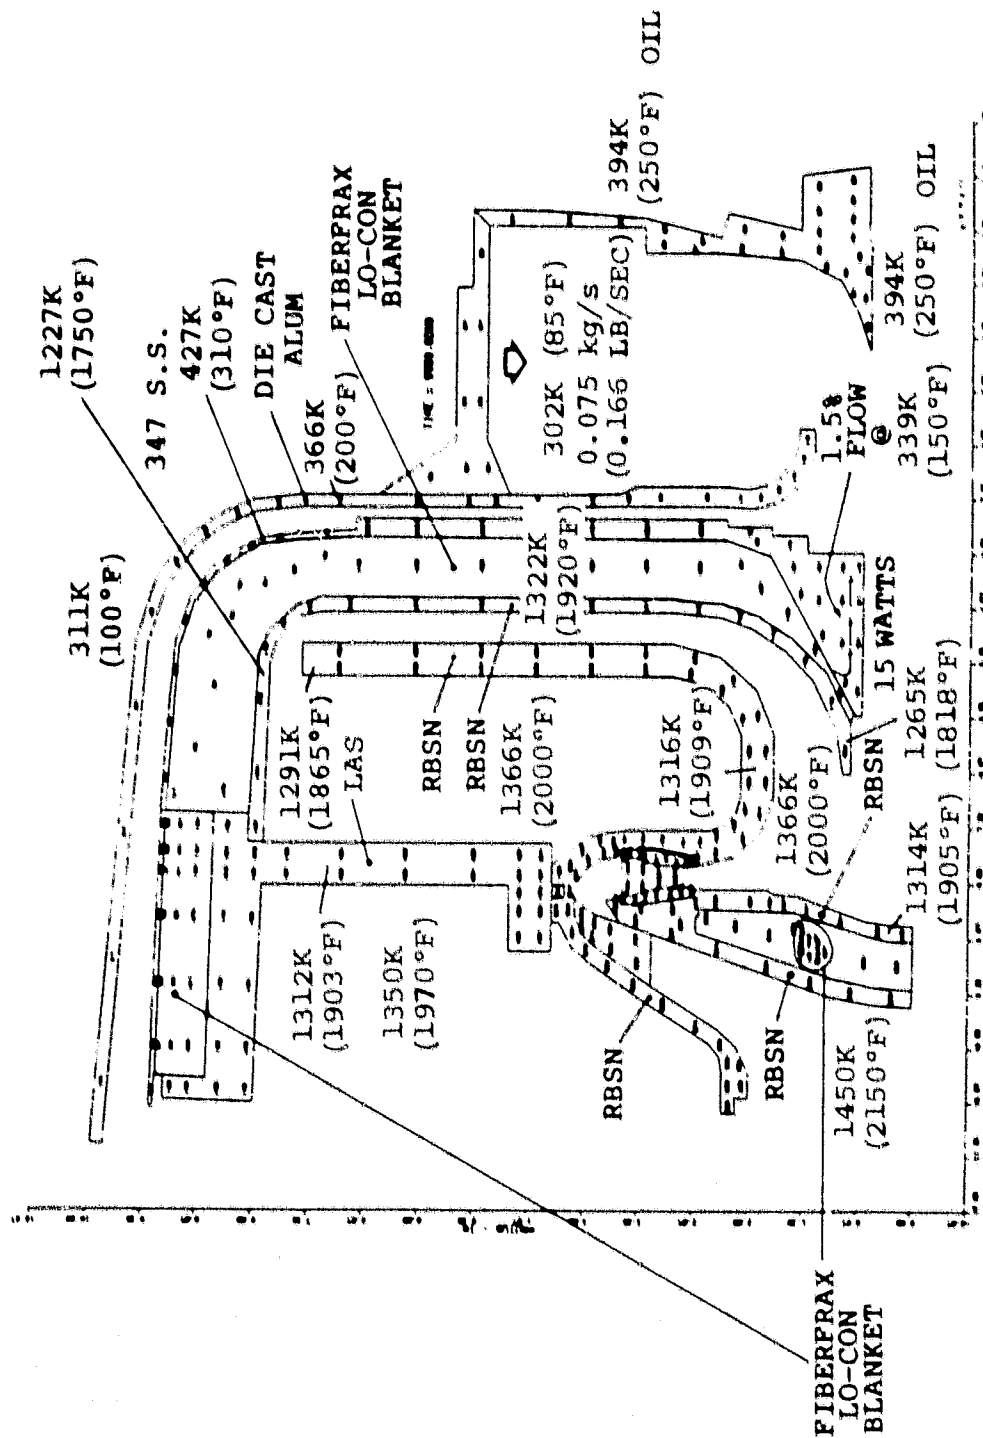 1227K
(1750°F)
347 S.S.
427K
(310°F)
DIE CAST
ALUM
366K
(200°F)
FIBERFRAX
LO-CON
BLANKET
311K
(100°F)
302K (85°F)
0.075 kg/s
(0.166 LB/SEC)
394K
(250°F) OIL
394K
(250°F) OIL
1.5%
FLOW
@
339K
(150°F)
1322K
(1920°F)
15 WATTS
1291K
(1865°F)
LAS
RBSN
RBSN
1366K
(2000°F)
1316K
(1909°F)
1366K
(2000°F)
RBSN
1265K
(1818°F)
1314K
(1905°F)
1312K
(1903°F)
1350K
(1970°F)
RBSN
RBSN
1450K
(2150°F)
FIBERFRAX
LO-CON
BLANKET